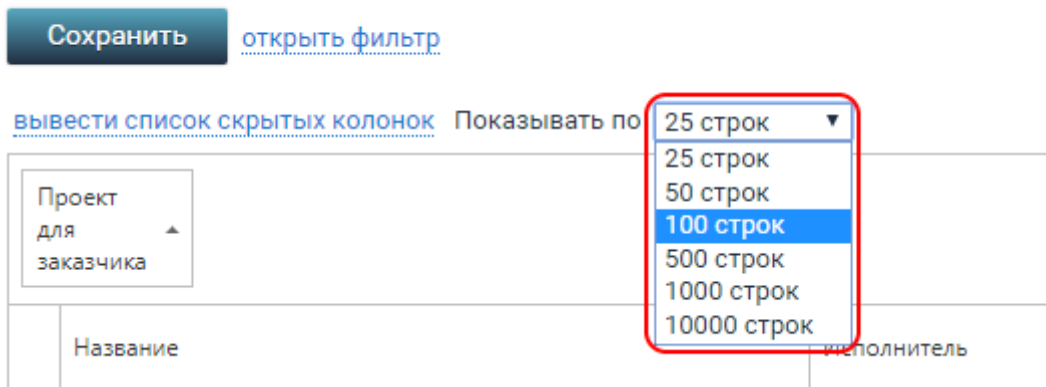 Сохранить открыть фильтр
вывести список скрытых колонок Показывать по 25 строк
25 строк
50 строк
100 строк
500 строк
1000 строк
10000 строк
Проект
для
заказчика
Название Исполнитель